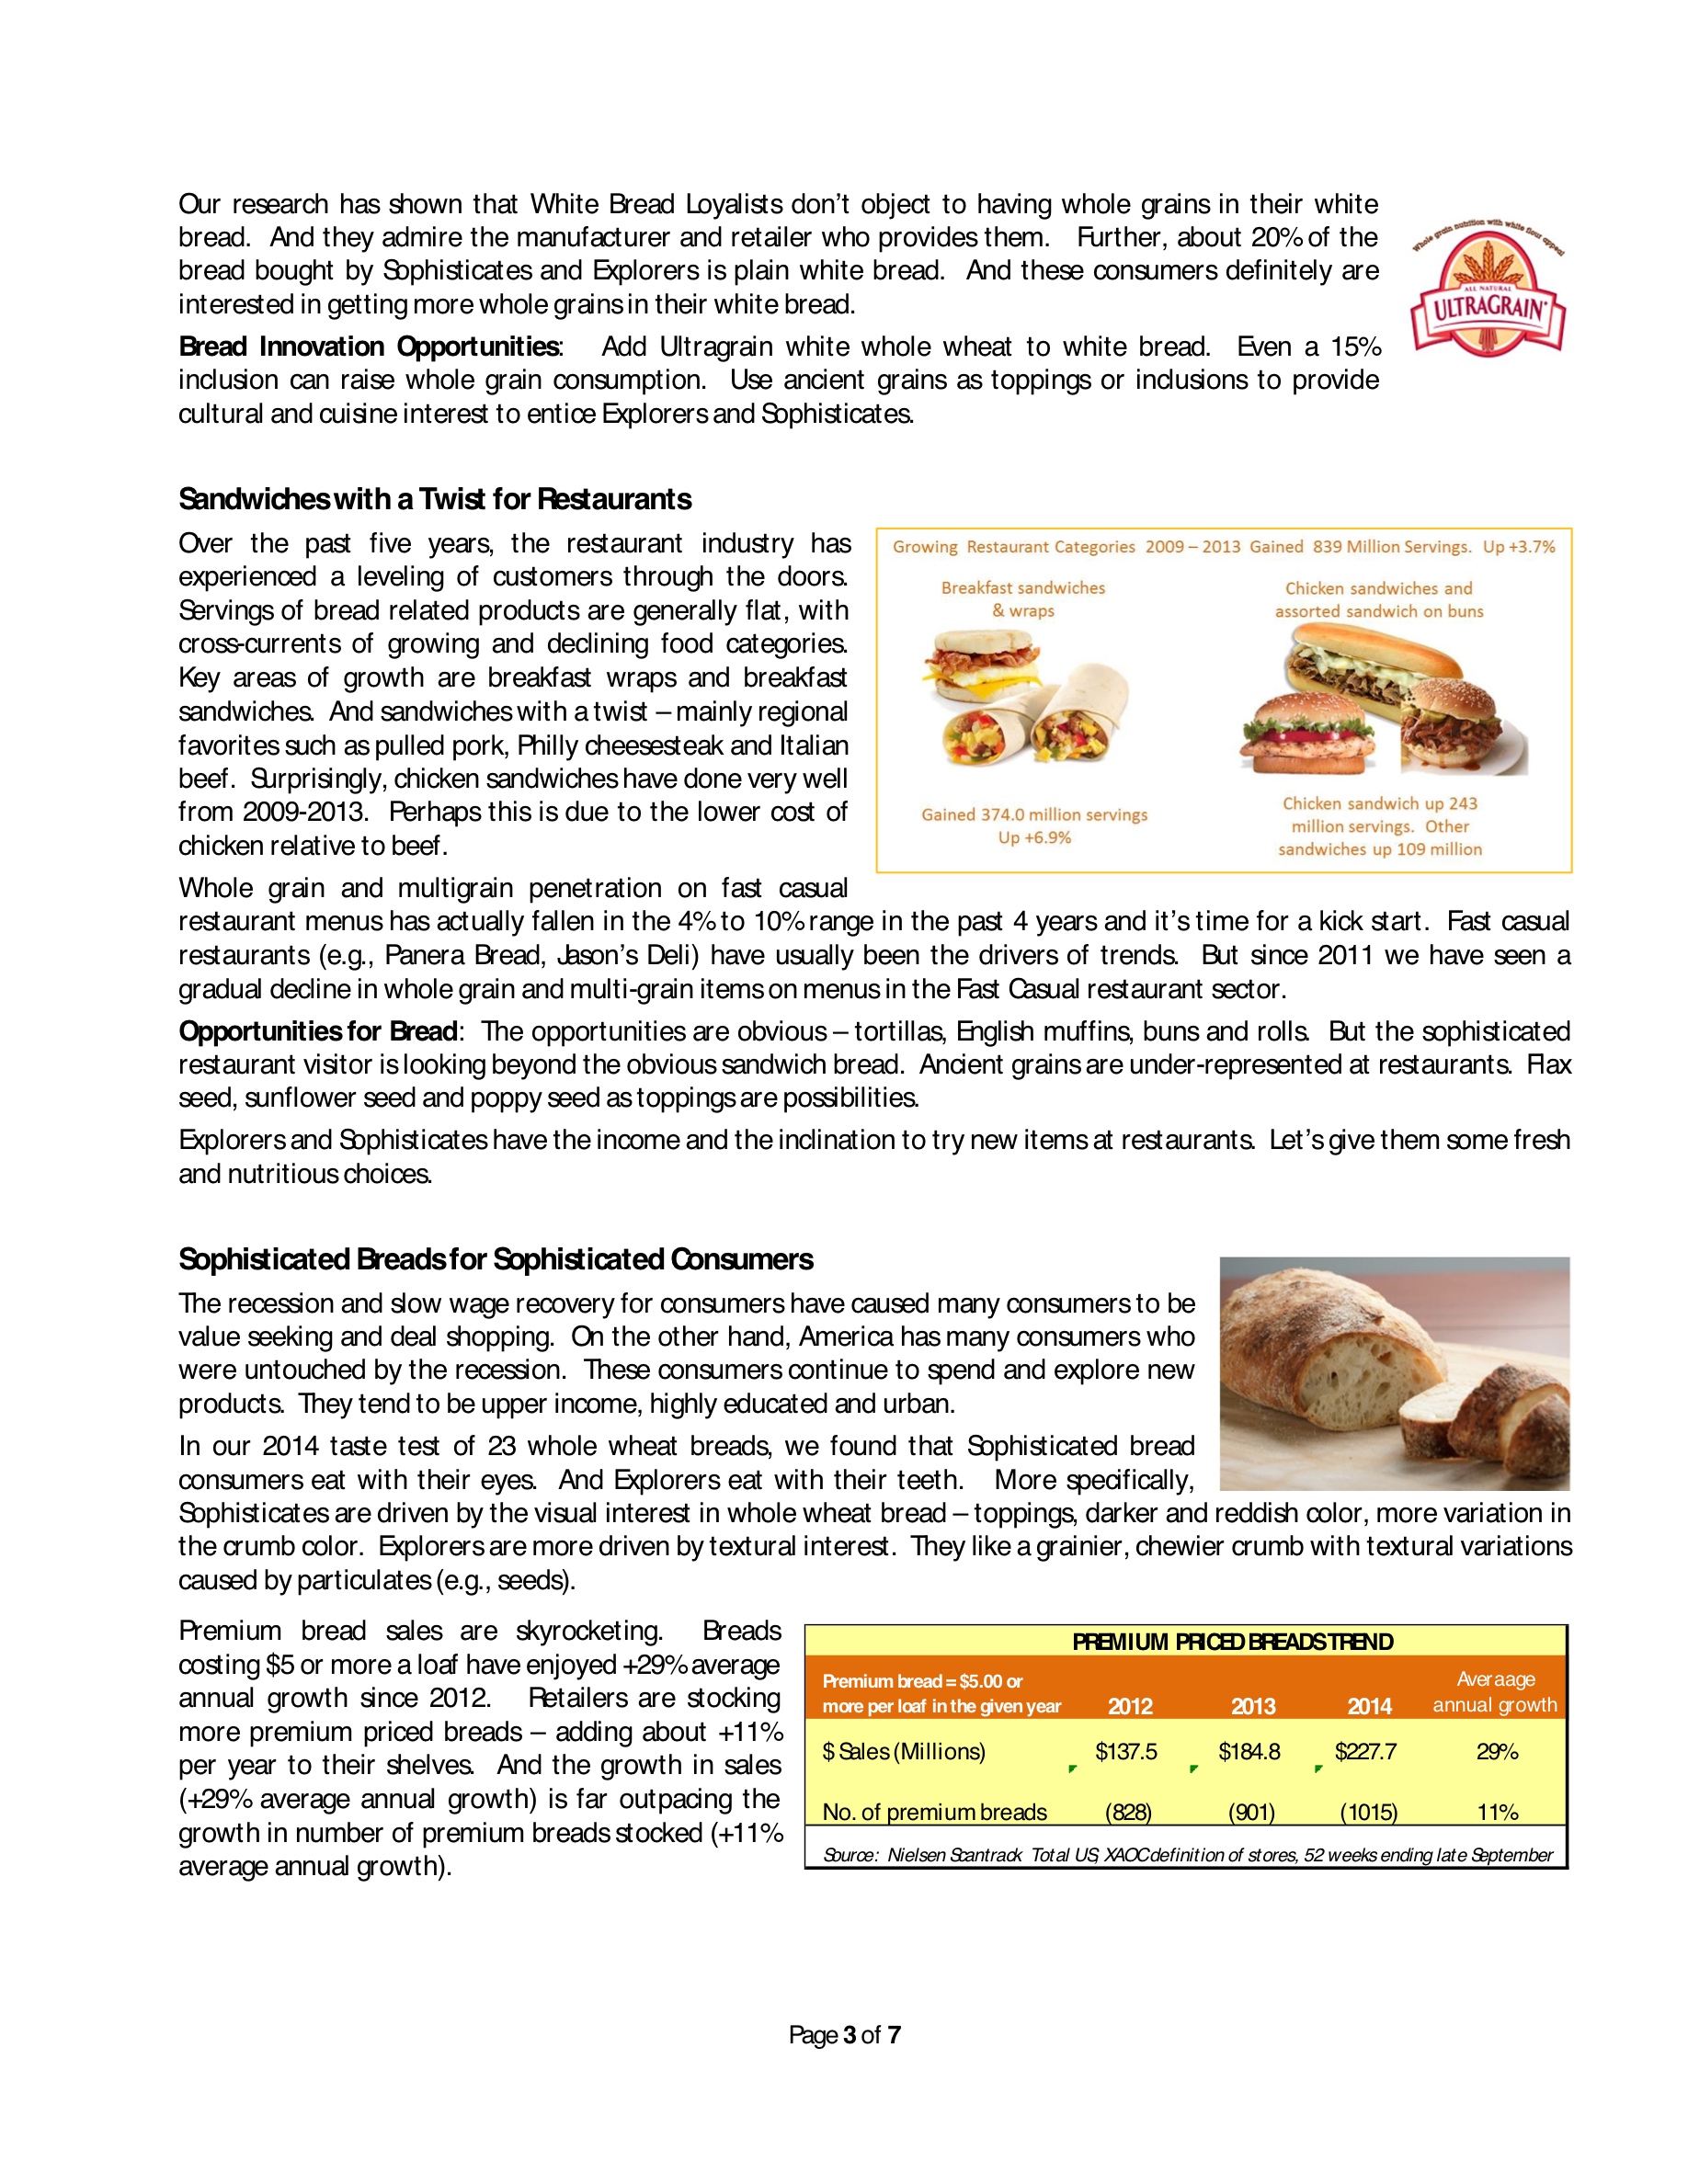 Our research has shown that White Bread Loyalists don’t object to having whole grains in their white
bread. And they admire the manufacturer and retailer who provides them. Further, about 20% of the
bread bought by Sophisticates and Explorers is plain white bread. And these consumers definitely are
interested in getting more whole grains in their white bread.
Whole grain nutrition with white flour appeal
ALL NATURAL
ULTRAGRAIN
Bread Innovation Opportunities: Add Ultragrain white whole wheat to white bread. Even a 15%
inclusion can raise whole grain consumption. Use ancient grains as toppings or inclusions to provide
cultural and cuisine interest to entice Explorers and Sophisticates.
Sandwiches with a Twist for Restaurants
Over the past five years, the restaurant industry has
experienced a leveling of customers through the doors.
Servings of bread related products are generally flat, with
cross-currents of growing and declining food categories.
Key areas of growth are breakfast wraps and breakfast
sandwiches. And sandwiches with a twist – mainly regional
favorites such as pulled pork, Philly cheesesteak and Italian
beef. Surprisingly, chicken sandwiches have done very well
from 2009-2013. Perhaps this is due to the lower cost of
chicken relative to beef.
Growing Restaurant Categories 2009 – 2013 Gained 839 Million Servings. Up +3.7%
Breakfast sandwiches
& wraps
Chicken sandwiches and
assorted sandwich on buns
Gained 374.0 million servings
Up +6.9%
Chicken sandwich up 243
million servings. Other
sandwiches up 109 million
Whole grain and multigrain penetration on fast casual
restaurant menus has actually fallen in the 4% to 10% range in the past 4 years and it’s time for a kick start. Fast casual
restaurants (e.g., Panera Bread, Jason’s Deli) have usually been the drivers of trends. But since 2011 we have seen a
gradual decline in whole grain and multi-grain items on menus in the Fast Casual restaurant sector.
Opportunities for Bread: The opportunities are obvious – tortillas, English muffins, buns and rolls. But the sophisticated
restaurant visitor is looking beyond the obvious sandwich bread. Ancient grains are under-represented at restaurants. Flax
seed, sunflower seed and poppy seed as toppings are possibilities.
Explorers and Sophisticates have the income and the inclination to try new items at restaurants. Let’s give them some fresh
and nutritious choices.
Sophisticated Breads for Sophisticated Consumers
The recession and slow wage recovery for consumers have caused many consumers to be
value seeking and deal shopping. On the other hand, America has many consumers who
were untouched by the recession. These consumers continue to spend and explore new
products. They tend to be upper income, highly educated and urban.
In our 2014 taste test of 23 whole wheat breads, we found that Sophisticated bread
consumers eat with their eyes. And Explorers eat with their teeth. More specifically,
Sophisticates are driven by the visual interest in whole wheat bread – toppings, darker and reddish color, more variation in
the crumb color. Explorers are more driven by textural interest. They like a grainier, chewier crumb with textural variations
caused by particulates (e.g., seeds).
Premium bread sales are skyrocketing. Breads
costing $5 or more a loaf have enjoyed +29% average
annual growth since 2012. Retailers are stocking
more premium priced breads – adding about +11%
per year to their shelves. And the growth in sales
(+29% average annual growth) is far outpacing the
growth in number of premium breads stocked (+11%
average annual growth).
PREMIUM PRICED BREADS TREND
Premium bread = $5.00 or
more per loaf in the given year 2012 2013 2014 Averaage
annual growth
$ Sales (Millions) $137.5 $184.8 $227.7 29%
No. of premium breads (828) (901) (1015) 11%
Source: Nielsen Scantrack Total US, XAOC definition of stores, 52 weeks ending late September
Page 3 of 7